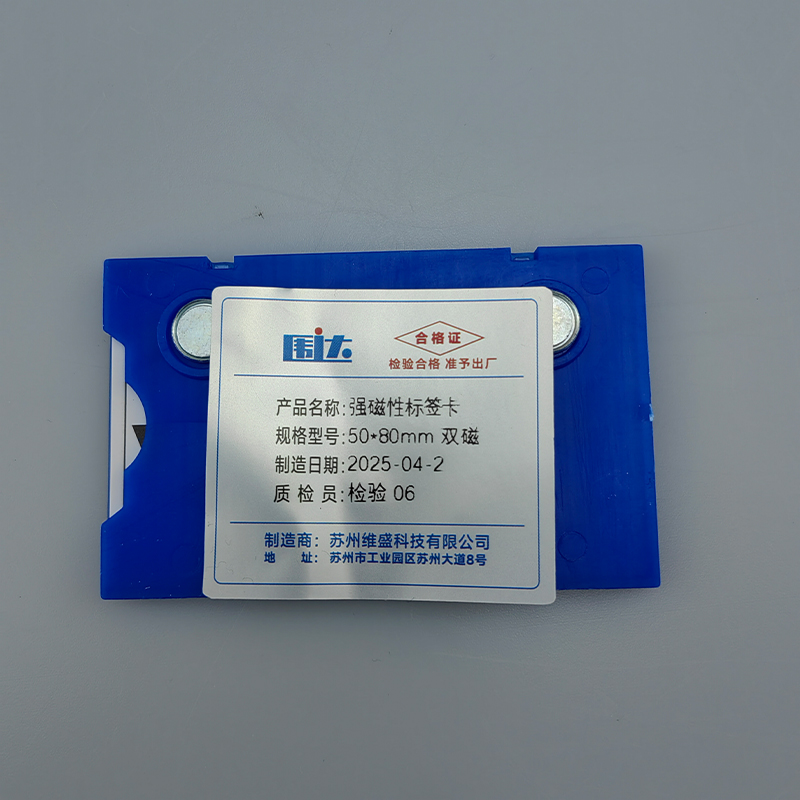 围达
合格证
检验合格 准予出厂
产品名称:强磁性标签卡
规格型号:50*80mm 双磁
制造日期:2025-04-2
质检员:检验 06
制造商：苏州维盛科技有限公司
地址：苏州市工业园区苏州大道8号